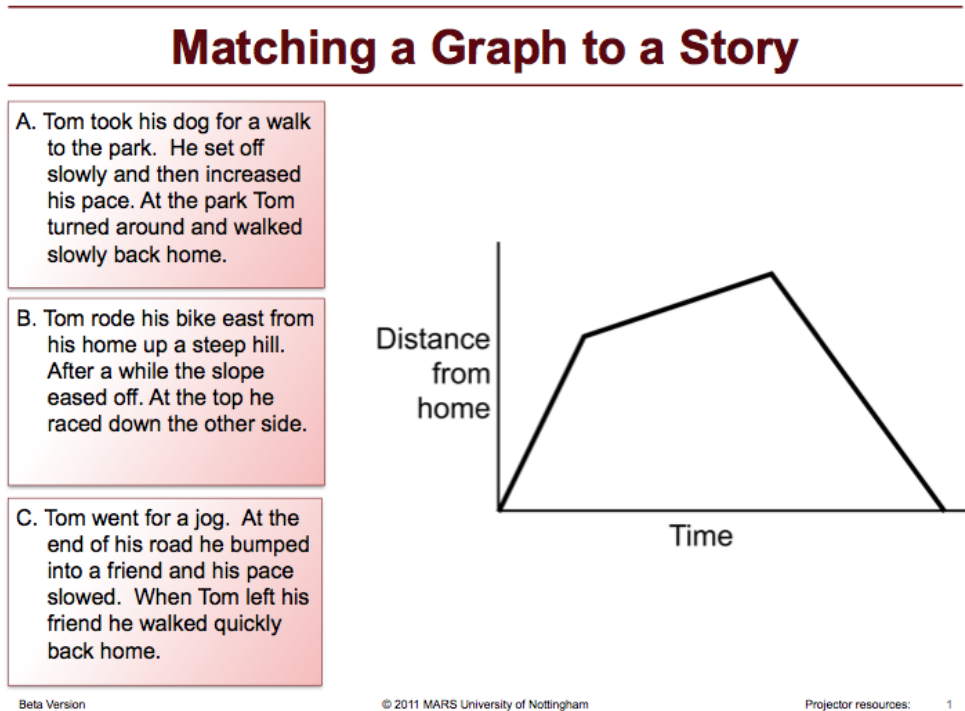 Matching a Graph to a Story
A. Tom took his dog for a walk
to the park.  He set off
slowly and then increased
his pace. At the park Tom
turned around and walked
slowly back home.
B. Tom rode his bike east from
his home up a steep hill.
After a while the slope
eased off. At the top he
raced down the other side.
C. Tom went for a jog.  At the
end of his road he bumped
into a friend and his pace
slowed.  When Tom left his
friend he walked quickly
back home.
Distance
from
home
Time
Beta Version
© 2011 MARS University of Nottingham
Projector resources:
1